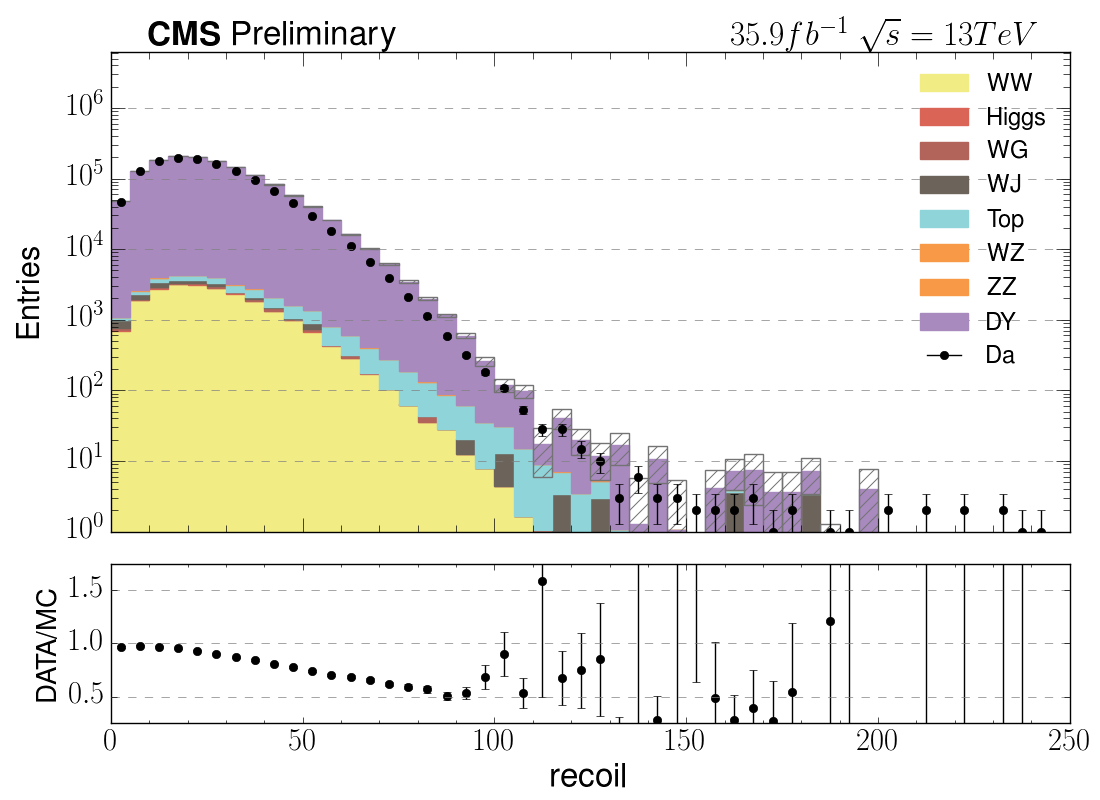 CMS Preliminary 35.9fb⁻¹ √s = 13TeV
WW
Higgs
WG
WJ
Top
WZ
ZZ
DY
Da
Entries
10⁶
10⁵
10⁴
10³
10²
10¹
10⁰
DATA/MC
1.5
1.0
0.5
0 50 100 150 200 250
recoil